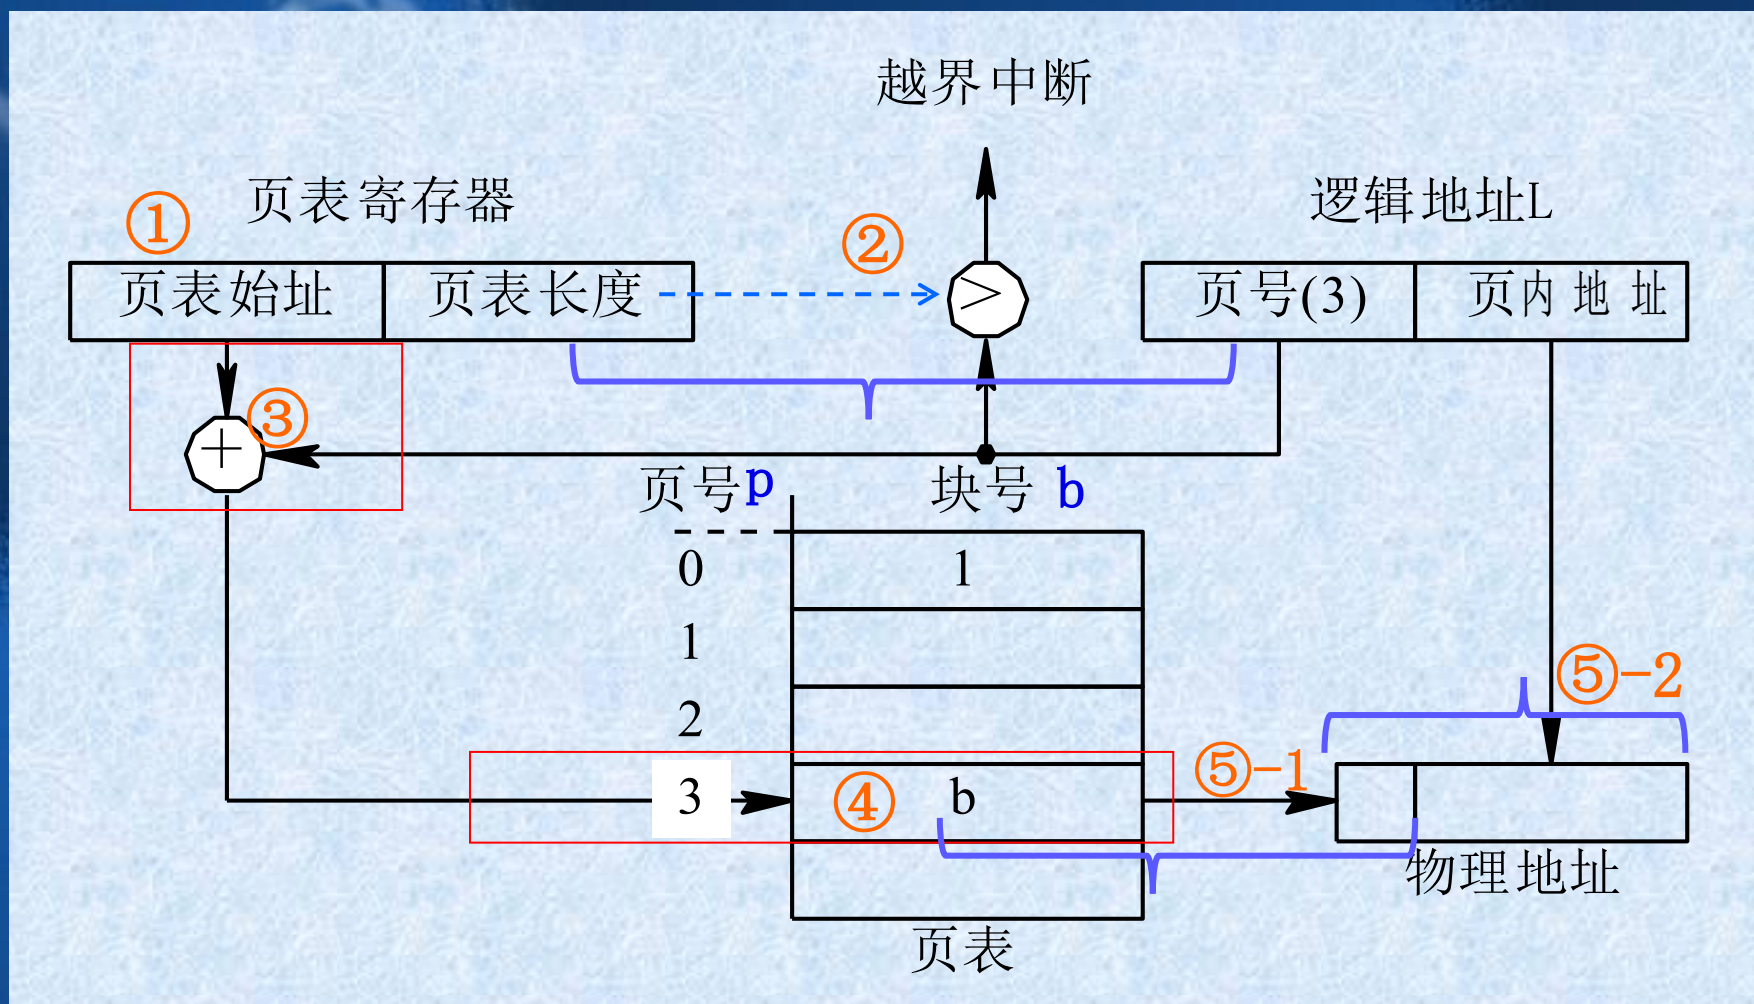 越界中断
① 页表寄存器
② 逻辑地址L
页表始址 页表长度 > 页号(3) 页内地址
③
+
页号p 块号 b
0 1
1
2
⑤-2
⑤-1
3 ④ b
物理地址
页表